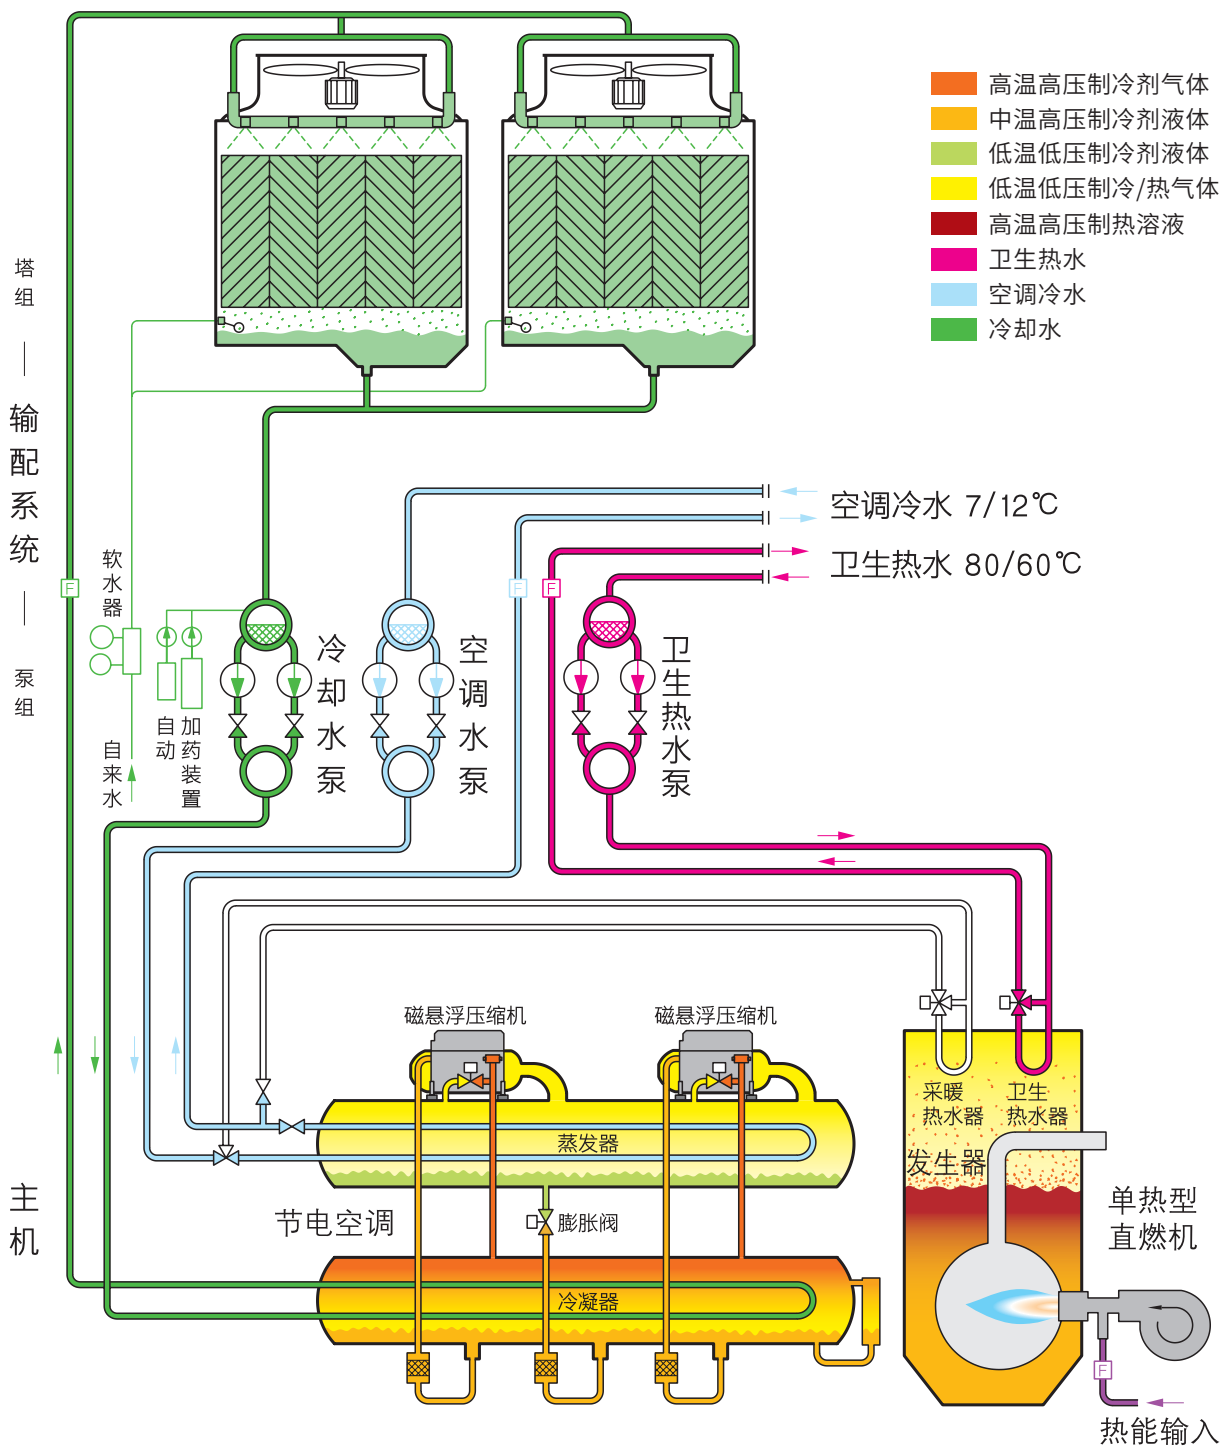 高温高压制冷剂气体
中温高压制冷剂液体
低温低压制冷剂液体
低温低压制冷/热气体
高温高压制热溶液
卫生热水
空调冷水
冷却水
塔组
输配系统
泵组
主机
空调冷水 7/12℃
卫生热水 80/60℃
F
F
F
软水器
自来水
自动
加药装置
冷却水泵
空调水泵
卫生热水泵
磁悬浮压缩机
磁悬浮压缩机
采暖
热水器
卫生
热水器
蒸发器
发生器
节电空调
膨胀阀
单热型
直燃机
冷凝器
F
热能输入